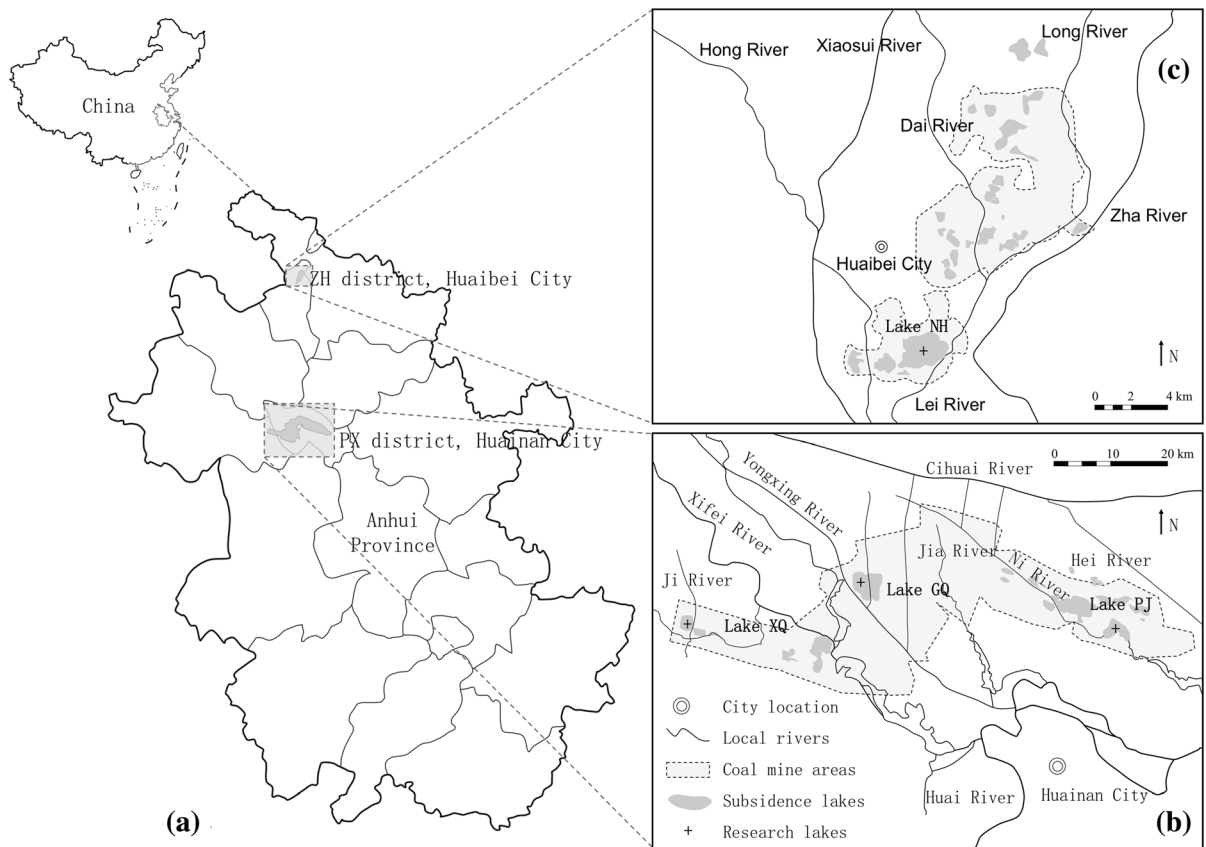 China
ZH district, Huaibei City
PX district, Huainan City
Anhui
Province
(a)
Hong River
Xiaosui River
Long River
(c)
Dai River
Zha River
Huaibei City
Lake NH
N
Lei River
0 2 4 km
Yongxing River
Cihuai River
0 10 20 km
Xifei River
N
Jia River
Ni River
Hei River
Ji River
Lake GQ
Lake PJ
Lake XQ
City location
Local rivers
Coal mine areas
Subsidence lakes
Research lakes
Huai River
Huainan City
(b)